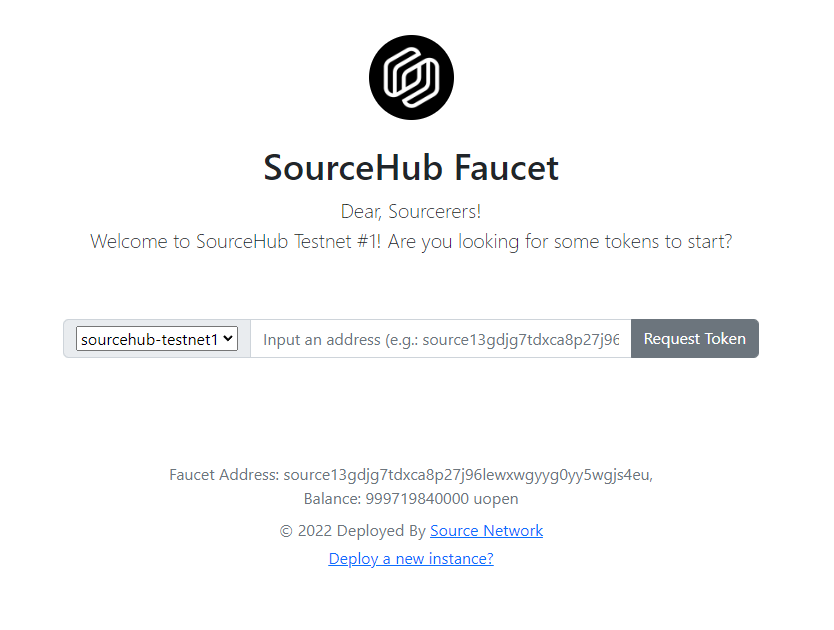 SourceHub Faucet
Dear, Sourcerers!
Welcome to SourceHub Testnet #1! Are you looking for some tokens to start?
sourcehub-testnet1 Input an address (e.g.: source13gdjg7tdxca8p27j96 Request Token
Faucet Address: source13gdjg7tdxca8p27j96lewxwgyyg0yy5wgjs4eu,
Balance: 999719840000 uopen
© 2022 Deployed By Source Network
Deploy a new instance?